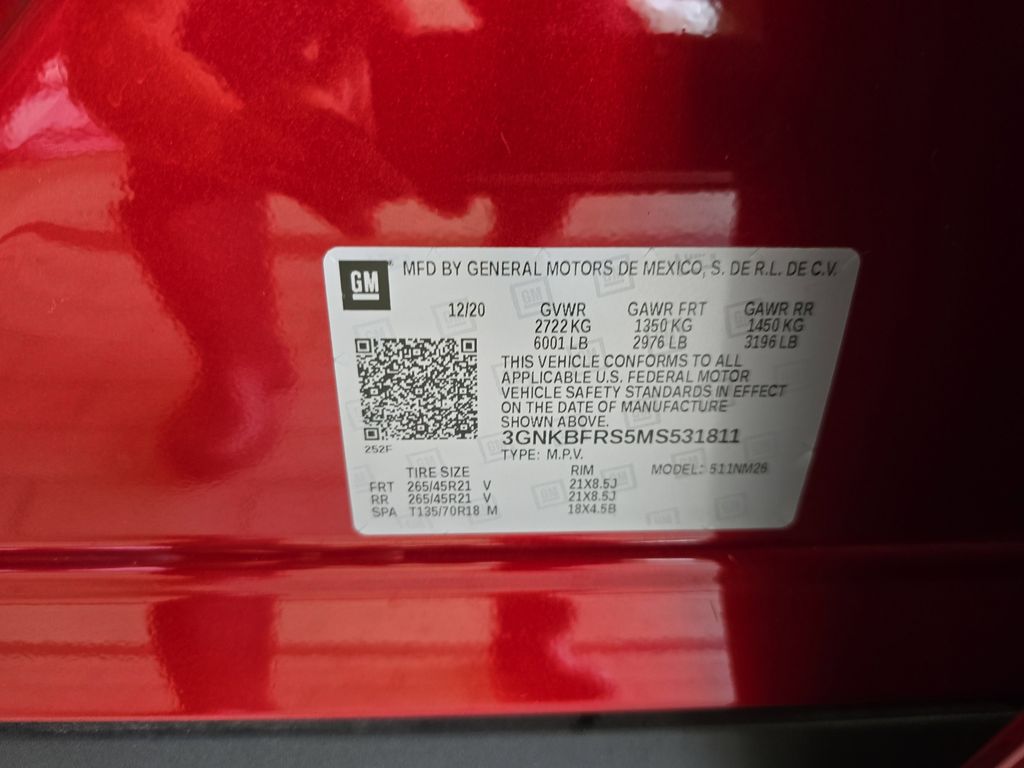 GM MFD BY GENERAL MOTORS DE MEXICO, S. DE R.L. DE C.V.
12/20 GVWR GAWR FRT GAWR RR
2722 KG 1350 KG 1450 KG
6001 LB 2976 LB 3196 LB
THIS VEHICLE CONFORMS TO ALL
APPLICABLE U.S. FEDERAL MOTOR
VEHICLE SAFETY STANDARDS IN EFFECT
ON THE DATE OF MANUFACTURE
SHOWN ABOVE.
3GNKBFRS5MS531811
252F
TYPE: M.P.V.
TIRE SIZE RIM MODEL: 511NM26
FRT 265/45R21 V 21X8.5J
RR 265/45R21 V 21X8.5J
SPA T135/70R18 M 18X4.5B